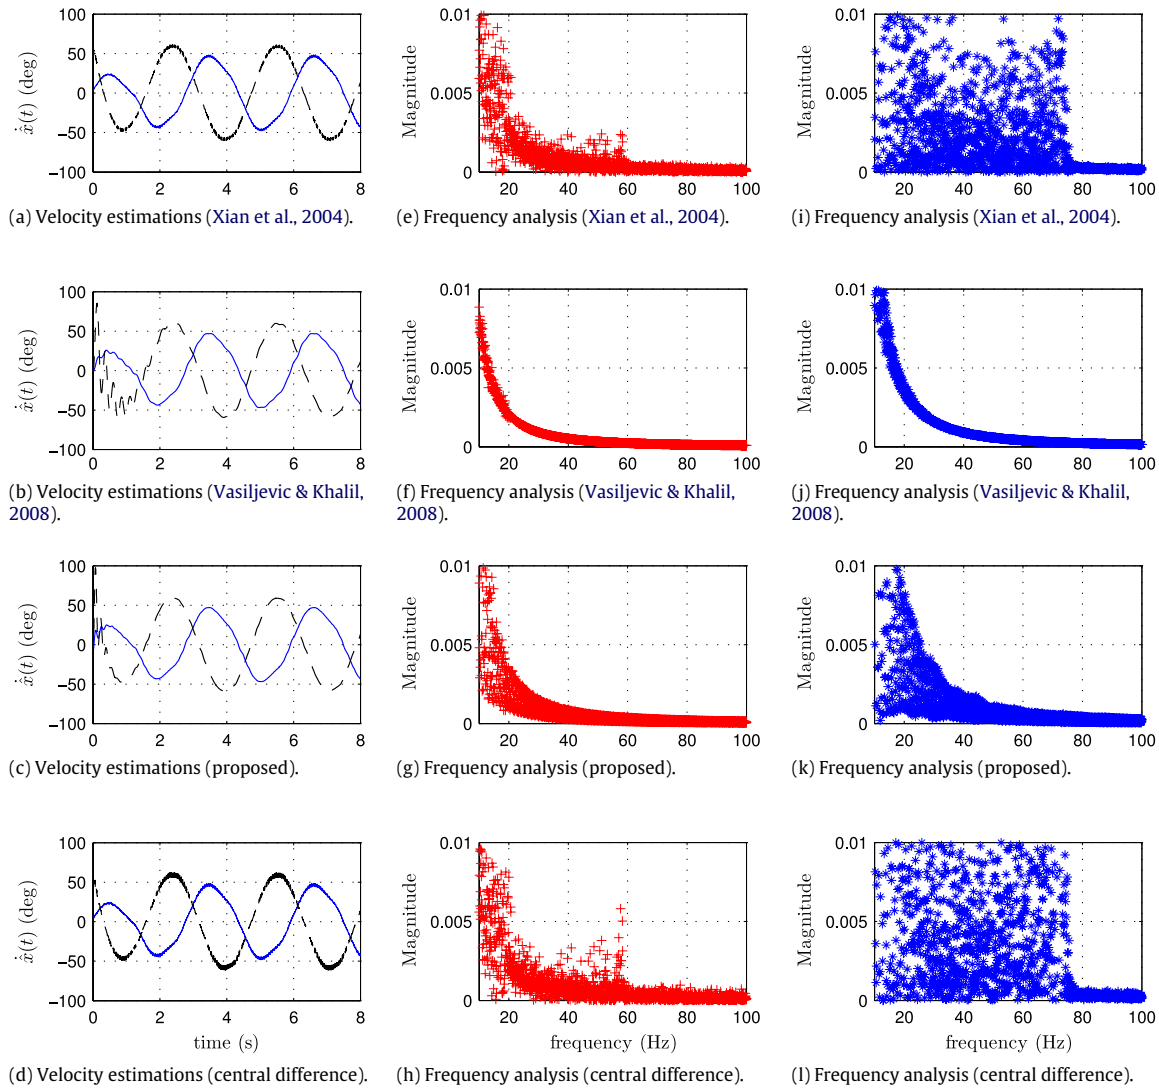 100
50
0
−50
−100
0 2 4 6 8
ẋ̂(t) (deg)
(a) Velocity estimations (Xian et al., 2004).
0.01
0.005
0
20 40 60 80 100
Magnitude
(e) Frequency analysis (Xian et al., 2004).
0.01
0.005
0
20 40 60 80 100
Magnitude
(i) Frequency analysis (Xian et al., 2004).
100
50
0
−50
−100
0 2 4 6 8
ẋ̂(t) (deg)
(b) Velocity estimations (Vasiljevic & Khalil,
2008).
0.01
0.005
0
20 40 60 80 100
Magnitude
(f) Frequency analysis (Vasiljevic & Khalil,
2008).
0.01
0.005
0
20 40 60 80 100
Magnitude
(j) Frequency analysis (Vasiljevic & Khalil,
2008).
100
50
0
−50
−100
0 2 4 6 8
ẋ̂(t) (deg)
(c) Velocity estimations (proposed).
0.01
0.005
0
20 40 60 80 100
Magnitude
(g) Frequency analysis (proposed).
0.01
0.005
0
20 40 60 80 100
Magnitude
(k) Frequency analysis (proposed).
100
50
0
−50
−100
0 2 4 6 8
ẋ̂(t) (deg)
time (s)
(d) Velocity estimations (central difference).
0.01
0.005
0
20 40 60 80 100
Magnitude
frequency (Hz)
(h) Frequency analysis (central difference).
0.01
0.005
0
20 40 60 80 100
Magnitude
frequency (Hz)
(l) Frequency analysis (central difference).